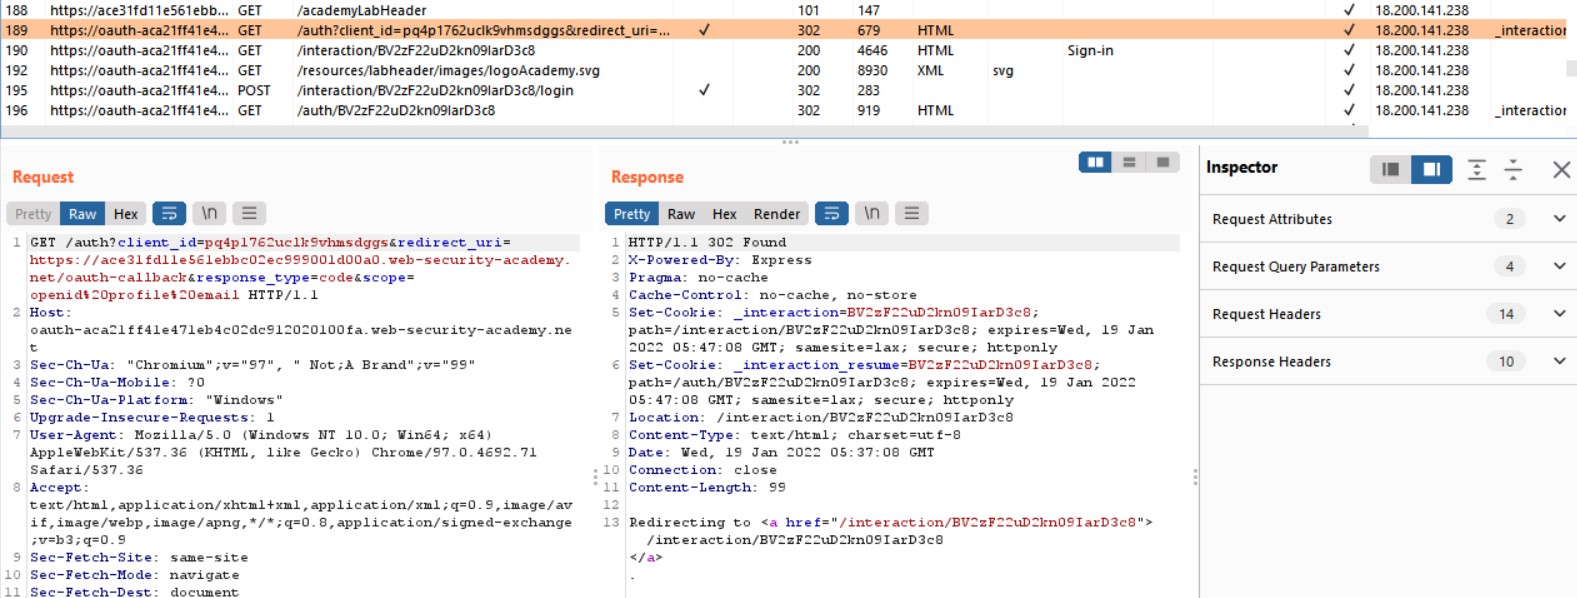 188 https://ace31fd11e561ebb... GET /academyLabHeader 101 147 ✓ 18.200.141.238
189 https://oauth-aca21ff41e4... GET /auth?client_id=pq4p1762uclk9vhmsdggs&redirect_uri=... ✓ 302 679 HTML ✓ 18.200.141.238 _interaction
190 https://oauth-aca21ff41e4... GET /interaction/BV2zF22uD2kn09IarD3c8 200 4646 HTML Sign-in ✓ 18.200.141.238
192 https://oauth-aca21ff41e4... GET /resources/labheader/images/logoAcademy.svg 200 8930 XML svg ✓ 18.200.141.238
195 https://oauth-aca21ff41e4... POST /interaction/BV2zF22uD2kn09IarD3c8/login ✓ 302 283 ✓ 18.200.141.238
196 https://oauth-aca21ff41e4... GET /auth/BV2zF22uD2kn09IarD3c8 302 919 HTML ✓ 18.200.141.238 _interaction
Request
Pretty Raw Hex \n
1 GET /auth?client_id=pq4p1762uclk9vhmsdggs&redirect_uri=
https://ace31fd11e561ebbc02ec999001d00a0.web-security-academy.
net/oauth-callback&response_type=code&scope=
openid%20profile%20email HTTP/1.1
2 Host:
oauth-aca21ff41e471eb4c02dc912020100fa.web-security-academy.ne
t
3 Sec-Ch-Ua: "Chromium";v="97", " Not;A Brand";v="99"
4 Sec-Ch-Ua-Mobile: ?0
5 Sec-Ch-Ua-Platform: "Windows"
6 Upgrade-Insecure-Requests: 1
7 User-Agent: Mozilla/5.0 (Windows NT 10.0; Win64; x64)
AppleWebKit/537.36 (KHTML, like Gecko) Chrome/97.0.4692.71
Safari/537.36
8 Accept:
text/html,application/xhtml+xml,application/xml;q=0.9,image/av
if,image/webp,image/apng,*/*;q=0.8,application/signed-exchange
;v=b3;q=0.9
9 Sec-Fetch-Site: same-site
10 Sec-Fetch-Mode: navigate
11 Sec-Fetch-Dest: document
Response
Pretty Raw Hex Render \n
1 HTTP/1.1 302 Found
2 X-Powered-By: Express
3 Pragma: no-cache
4 Cache-Control: no-cache, no-store
5 Set-Cookie: _interaction=BV2zF22uD2kn09IarD3c8;
path=/interaction/BV2zF22uD2kn09IarD3c8; expires=Wed, 19 Jan
2022 05:47:08 GMT; samesite=lax; secure; httponly
6 Set-Cookie: _interaction_resume=BV2zF22uD2kn09IarD3c8;
path=/auth/BV2zF22uD2kn09IarD3c8; expires=Wed, 19 Jan 2022
05:47:08 GMT; samesite=lax; secure; httponly
7 Location: /interaction/BV2zF22uD2kn09IarD3c8
8 Content-Type: text/html; charset=utf-8
9 Date: Wed, 19 Jan 2022 05:37:08 GMT
10 Connection: close
11 Content-Length: 99
12
13 Redirecting to <a href="/interaction/BV2zF22uD2kn09IarD3c8">
/interaction/BV2zF22uD2kn09IarD3c8
</a>
.
Inspector
Request Attributes 2
Request Query Parameters 4
Request Headers 14
Response Headers 10